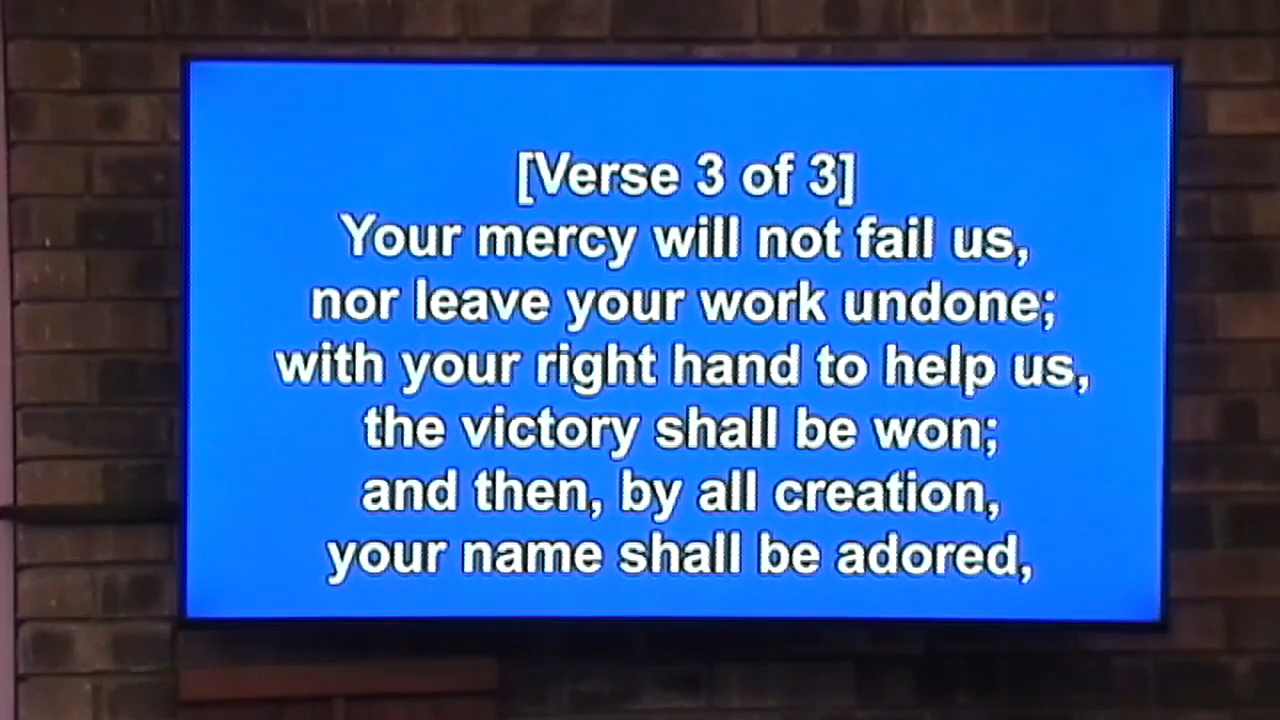 [Verse 3 of 3]
Your mercy will not fail us,
nor leave your work undone;
with your right hand to help us,
the victory shall be won;
and then, by all creation,
your name shall be adored,